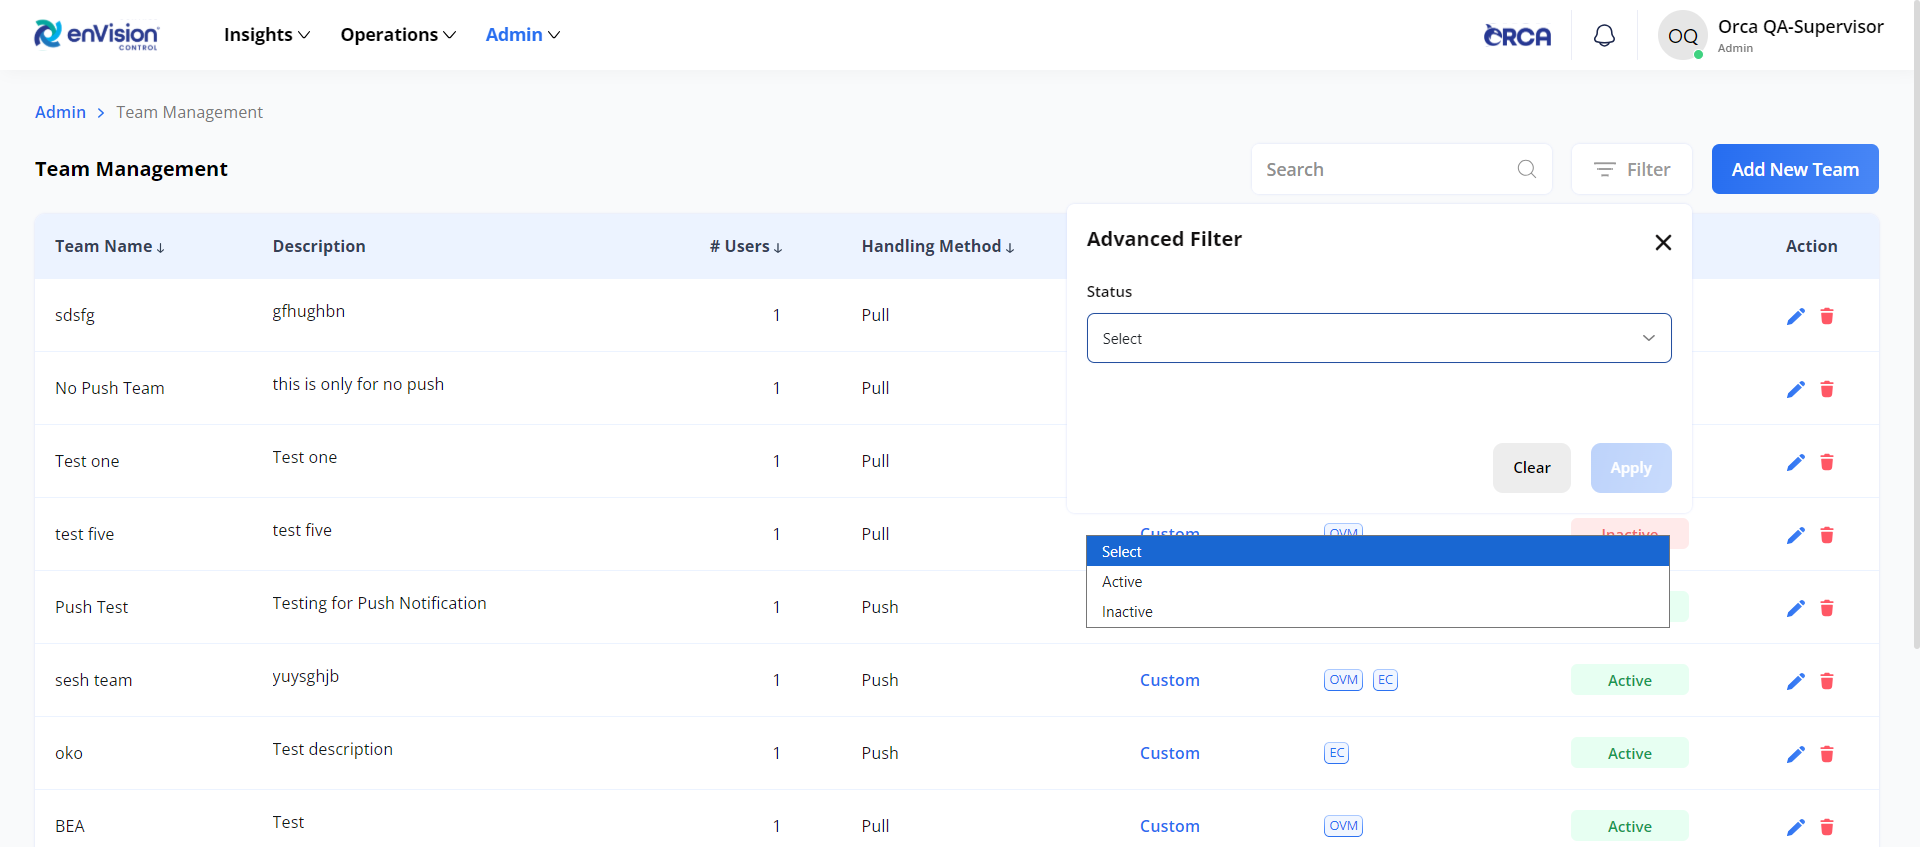 enVision
CONTROL
Insights
Operations
Admin
ORCA
OQ
Orca QA-Supervisor
Admin
Admin > Team Management
Team Management
Search
Filter
Add New Team
Team Name ↓
Description
# Users ↓
Handling Method ↓
Action
Advanced Filter
Status
Select
Clear
Apply
Select
Active
Inactive
sdsfg gfhughbn 1 Pull
No Push Team this is only for no push 1 Pull
Test one Test one 1 Pull
test five test five 1 Pull Custom OVM Inactive
Push Test Testing for Push Notification 1 Push
sesh team yuysghjb 1 Push Custom OVM EC Active
oko Test description 1 Push Custom EC Active
BEA Test 1 Pull Custom OVM Active